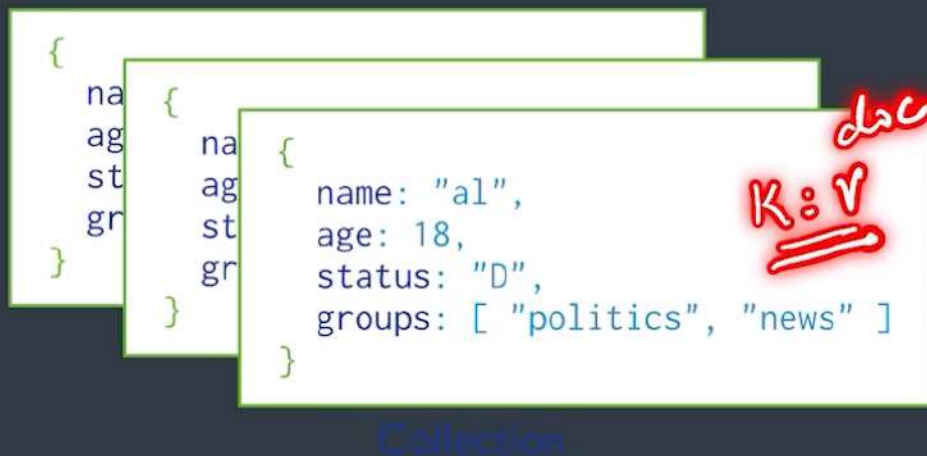 {
na
ag
st
gr
}
{
na
ag
st
gr
}
{
name: "al",
age: 18,
status: "D",
groups: [ "politics", "news" ]
}
doc
K: V
Collection